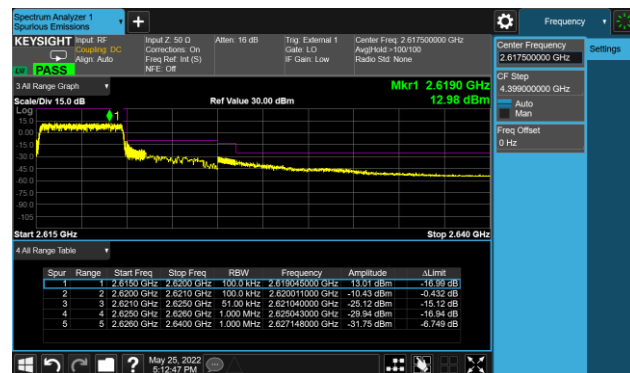 Spectrum Analyzer 1
Spurious Emissions
Frequency
KEYSIGHT Input: RF Input Z: 50 Ω Atten: 16 dB Trig: External 1 Center Freq: 2.617500000 GHz
Coupling: DC Corrections: On Gate: LO Avg|Hold:>100/100
Align: Auto Freq Ref: Int (S) IF Gain: Low Radio Std: None
NFE: Off
LW PASS
Center Frequency
2.617500000 GHz
Settings
CF Step
4.399000000 GHz
Auto
Man
Freq Offset
0 Hz
3 All Range Graph
Mkr1 2.6190 GHz
Scale/Div 15.0 dB Ref Value 30.00 dBm 12.98 dBm
Log
1
15.0
0.00
-15.0
-30.0
-45.0
-60.0
-75.0
-90.0
-105
Start 2.615 GHz Stop 2.640 GHz
4 All Range Table
Spur Range Start Freq Stop Freq RBW Frequency Amplitude ΔLimit
1 1 2.6150 GHz 2.6200 GHz 100.0 kHz 2.619045000 GHz 13.01 dBm -16.99 dB
2 2 2.6200 GHz 2.6210 GHz 100.0 kHz 2.620011000 GHz -10.43 dBm -0.432 dB
3 3 2.6210 GHz 2.6250 GHz 51.00 kHz 2.621040000 GHz -25.12 dBm -15.12 dB
4 4 2.6250 GHz 2.6260 GHz 1.000 MHz 2.625043000 GHz -29.94 dBm -16.94 dB
5 5 2.6260 GHz 2.6400 GHz 1.000 MHz 2.627148000 GHz -31.75 dBm -6.749 dB
?
May 25, 2022
5:12:47 PM